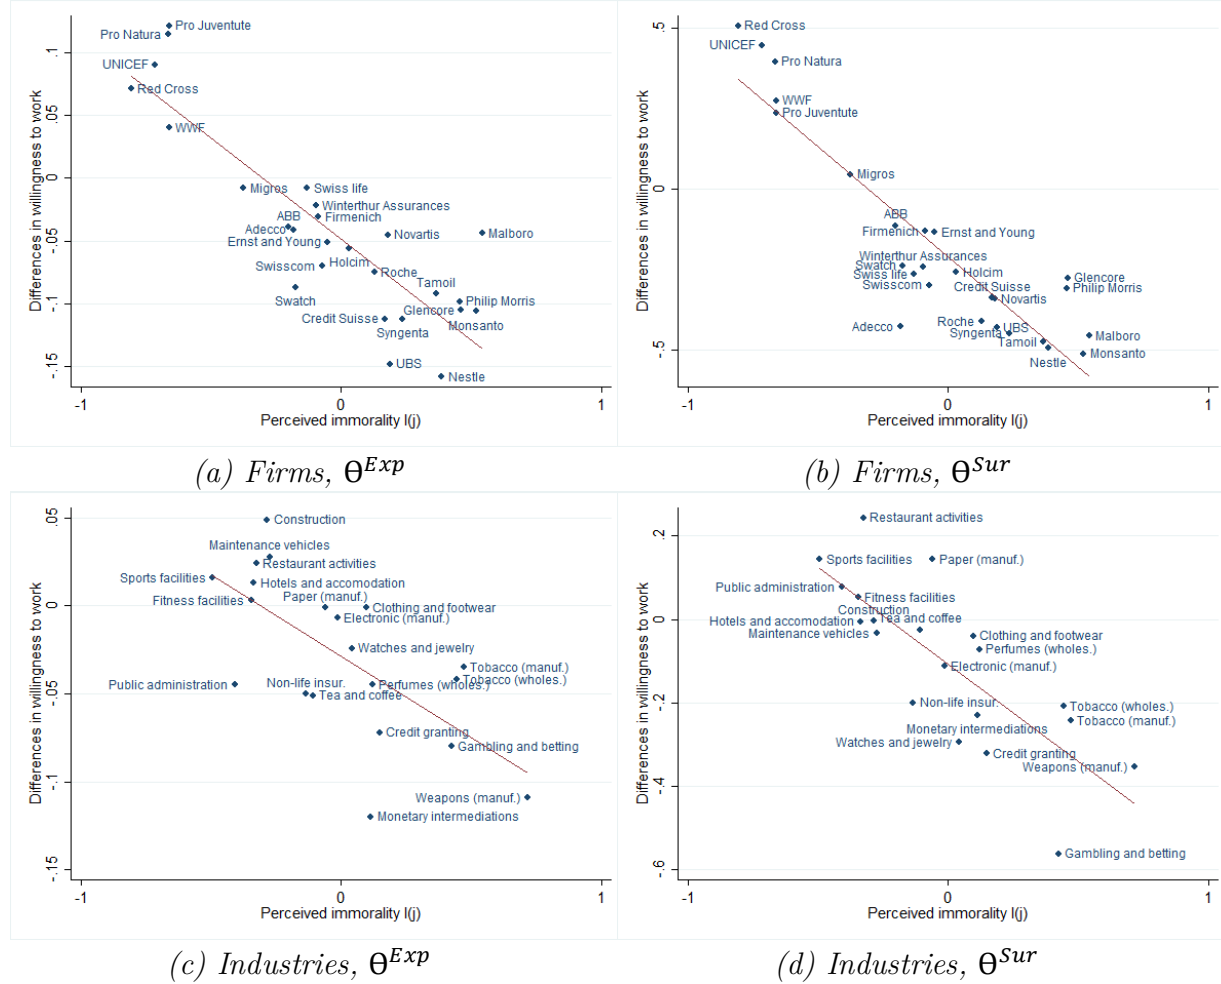 Differences in willingness to work
.1
.05
0
-.05
-.1
-.15
Pro Juventute
Pro Natura
UNICEF
Red Cross
WWF
Migros
Swiss life
Winterthur Assurances
ABB
Firmenich
Adecco
Novartis
Malboro
Ernst and Young
Holcim
Swisscom
Roche
Tamoil
Swatch
Philip Morris
Glencore
Credit Suisse
Monsanto
Syngenta
UBS
Nestle
-1
0
1
Perceived immorality I(j)
(a) Firms, Θ^Exp
Differences in willingness to work
.5
0
-.5
Red Cross
UNICEF
Pro Natura
WWF
Pro Juventute
Migros
ABB
Firmenich
Ernst and Young
Winterthur Assurances
Swatch
Swiss life
Holcim
Glencore
Swisscom
Credit Suisse
Philip Morris
Novartis
Adecco
Roche
UBS
Syngenta
Malboro
Tamoil
Monsanto
Nestle
-1
0
1
Perceived immorality I(j)
(b) Firms, Θ^Sur
Differences in willingness to work
.05
0
-.05
-.1
-.15
Construction
Maintenance vehicles
Restaurant activities
Sports facilities
Hotels and accomodation
Paper (manuf.)
Fitness facilities
Clothing and footwear
Electronic (manuf.)
Watches and jewelry
Tobacco (manuf.)
Tobacco (wholes.)
Public administration
Non-life insur.
Perfumes (wholes.)
Tea and coffee
Credit granting
Gambling and betting
Weapons (manuf.)
Monetary intermediations
-1
0
1
Perceived immorality I(j)
(c) Industries, Θ^Exp
Differences in willingness to work
.2
0
-.2
-.4
-.6
Restaurant activities
Sports facilities
Paper (manuf.)
Public administration
Fitness facilities
Construction
Tea and coffee
Hotels and accomodation
Maintenance vehicles
Clothing and footwear
Perfumes (wholes.)
Electronic (manuf.)
Non-life insur.
Tobacco (wholes.)
Tobacco (manuf.)
Monetary intermediations
Watches and jewelry
Credit granting
Weapons (manuf.)
Gambling and betting
-1
0
1
Perceived immorality I(j)
(d) Industries, Θ^Sur